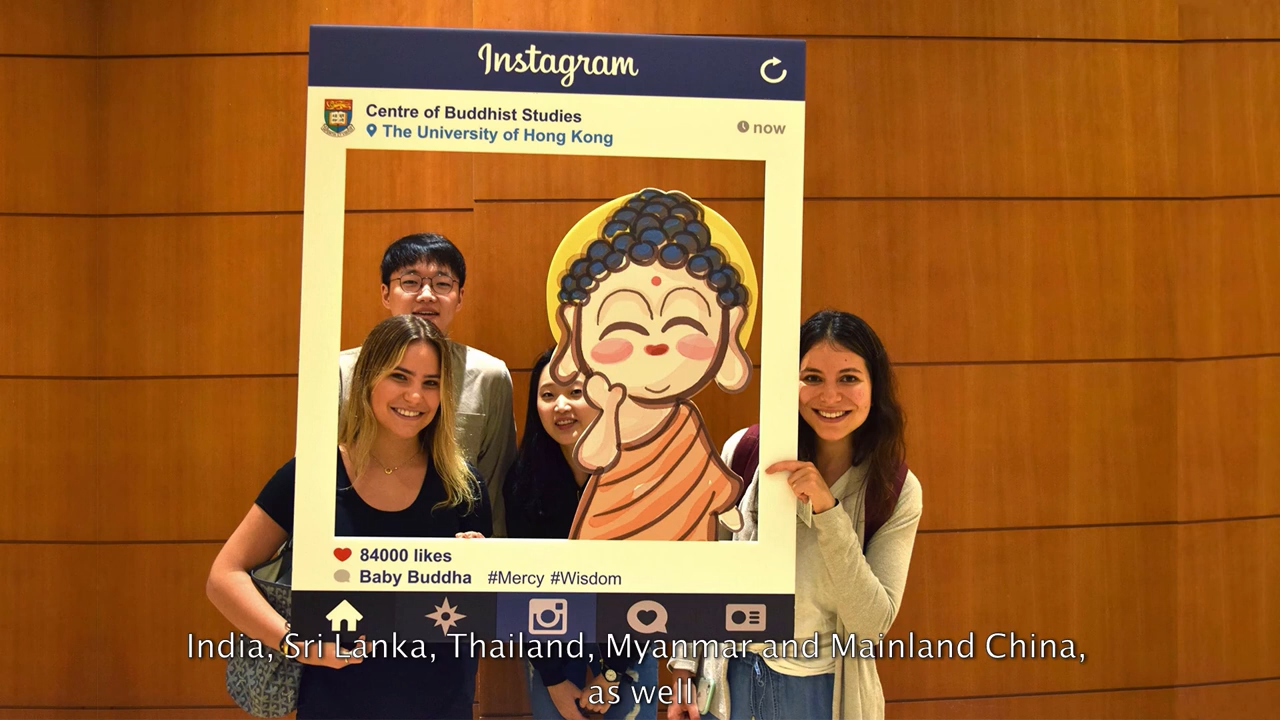 Instagram
Centre of Buddhist Studies
The University of Hong Kong
now
84000 likes
Baby Buddha #Mercy #Wisdom
India, Sri Lanka, Thailand, Myanmar and Mainland China,
as well